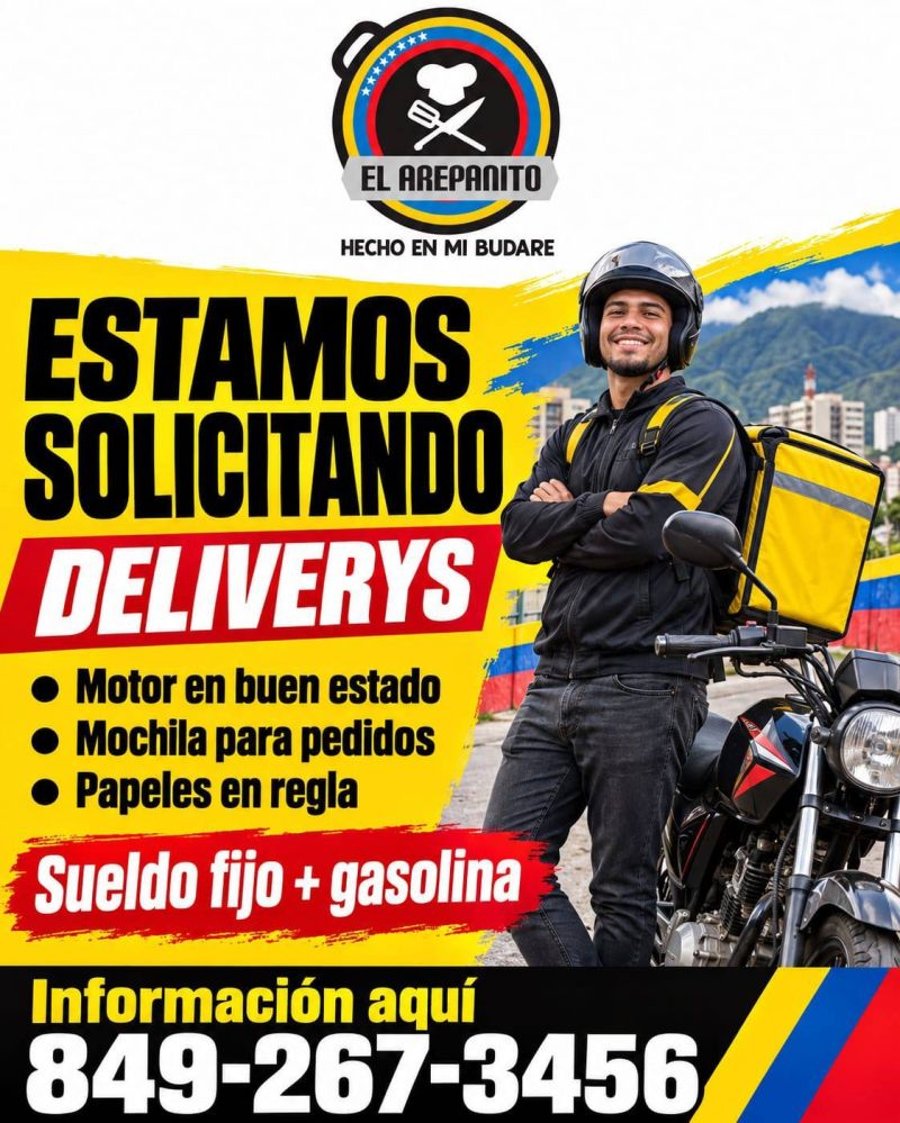 EL AREPANITO
HECHO EN MI BUDARE
ESTAMOS
SOLICITANDO
DELIVERYS
● Motor en buen estado
● Mochila para pedidos
● Papeles en regla
Sueldo fijo + gasolina
Información aquí
849-267-3456